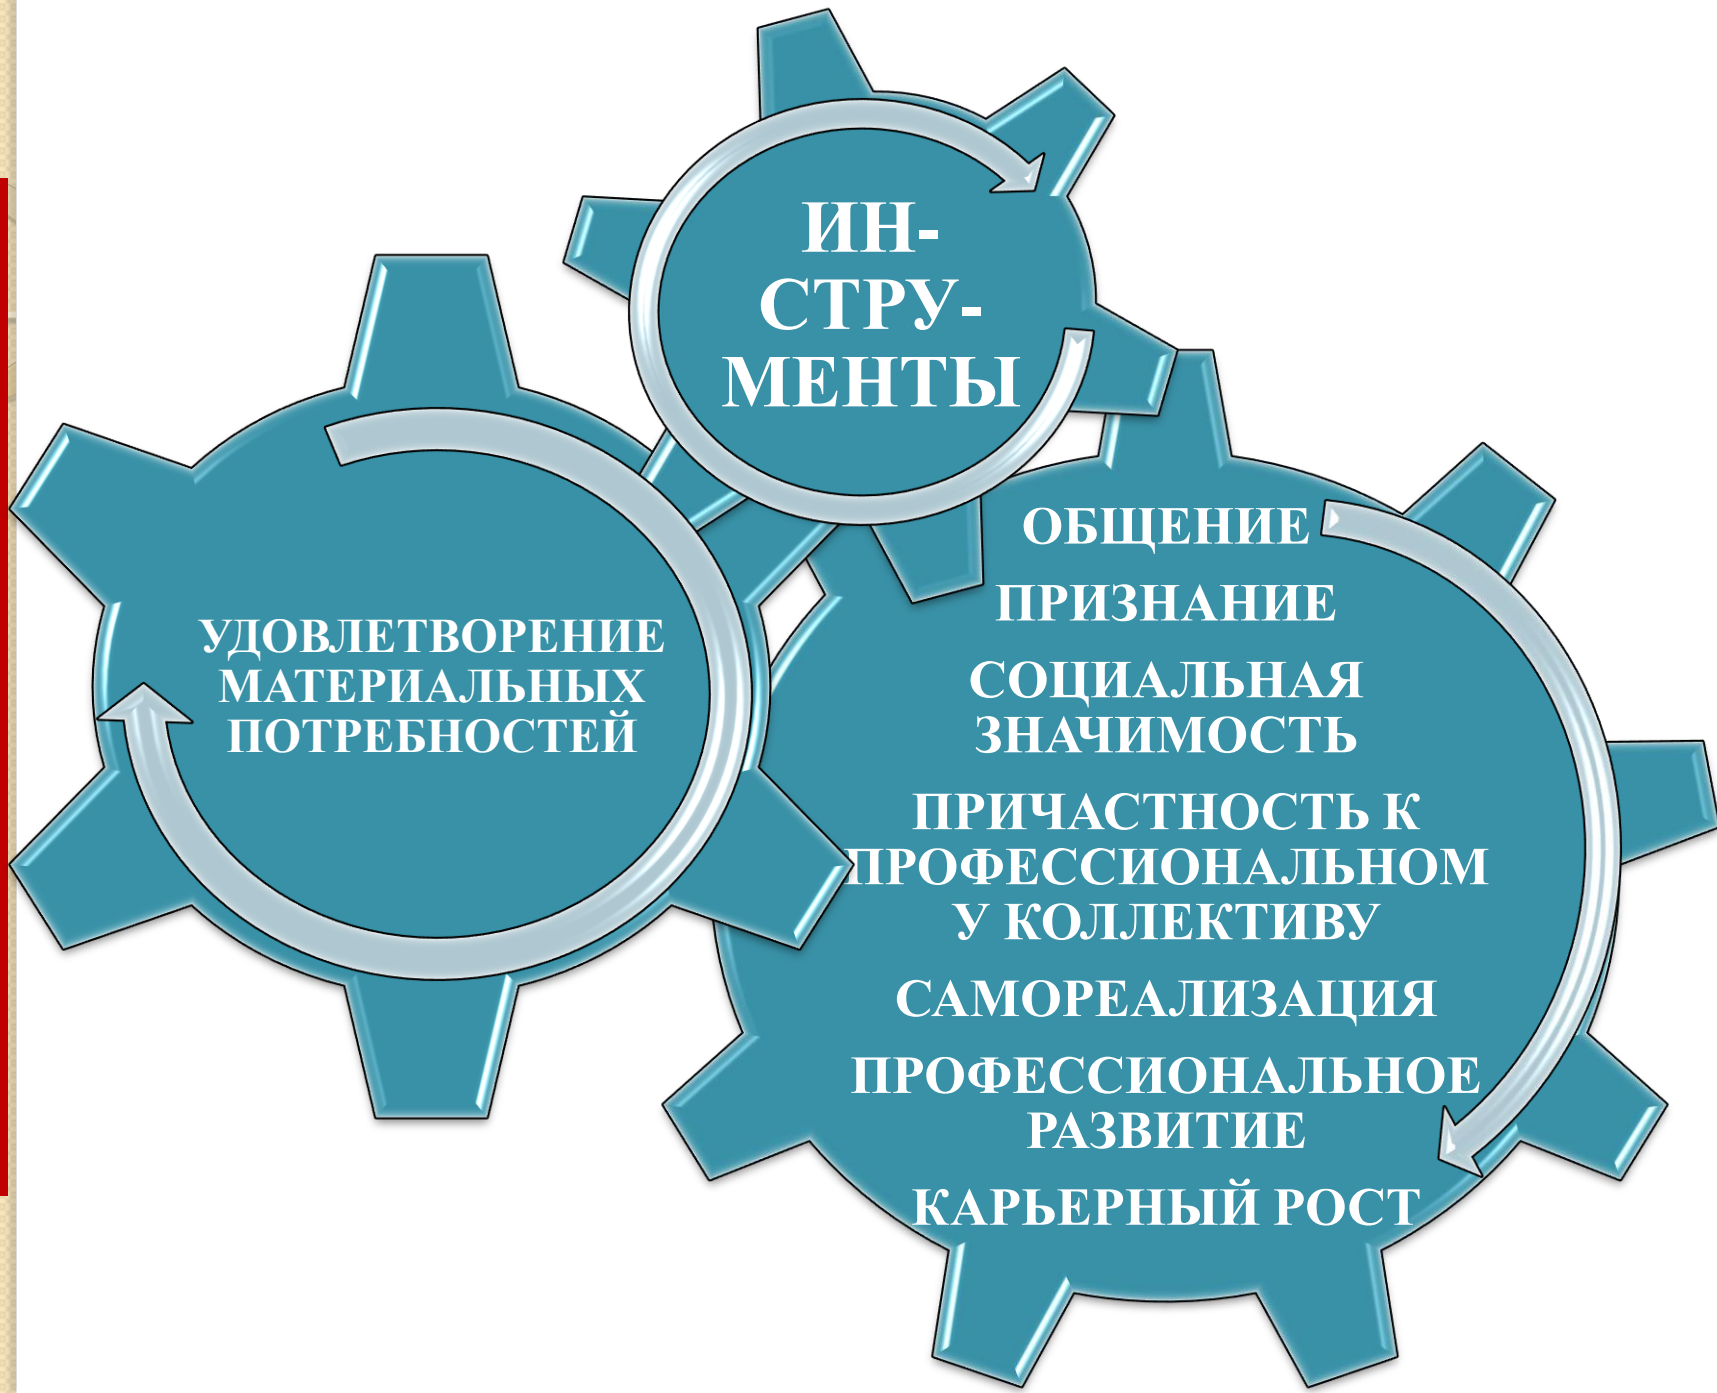 ИН-
СТРУ-
МЕНТЫ
УДОВЛЕТВОРЕНИЕ
МАТЕРИАЛЬНЫХ
ПОТРЕБНОСТЕЙ
ОБЩЕНИЕ
ПРИЗНАНИЕ
СОЦИАЛЬНАЯ
ЗНАЧИМОСТЬ
ПРИЧАСТНОСТЬ К
ПРОФЕССИОНАЛЬНОМ
У КОЛЛЕКТИВУ
САМОРЕАЛИЗАЦИЯ
ПРОФЕССИОНАЛЬНОЕ
РАЗВИТИЕ
КАРЬЕРНЫЙ РОСТ